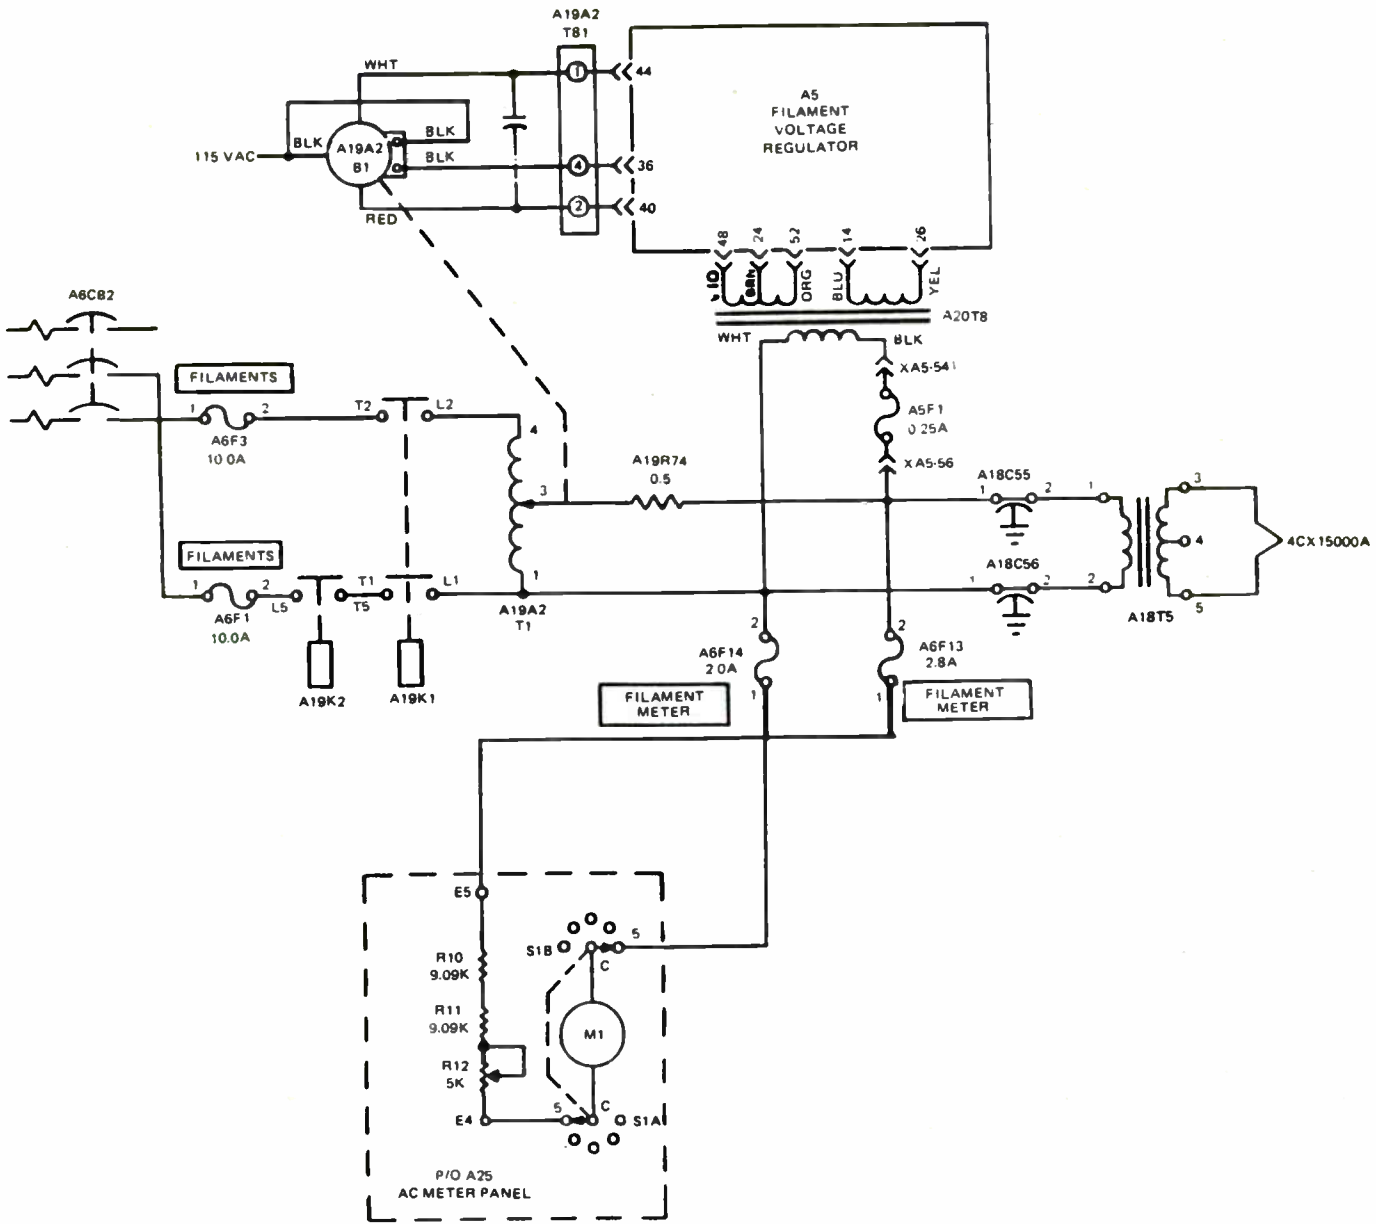 A19A2
TB1
WHT
1
44
A5
FILAMENT
VOLTAGE
REGULATOR
115 VAC
BLK
A19A2
B1
BLK
BLK
4
36
RED
2
40
48
24
52
14
26
BRN
ORG
BLU
YEL
A20T8
WHT
BLK
A6CB2
XA5-54
FILAMENTS
1
2
T2
L2
A6F3
10.0A
4
A5F1
0.25A
XA5-56
A19R74
0.5
3
A18C55
1
2
1
3
4
5
4CX15000A
A18T5
FILAMENTS
1
2
L5
T1
T5
L1
A6F1
10.0A
1
A19A2
T1
A18C56
1
2
2
A19K2
A19K1
2
A6F14
2.0A
1
2
A6F13
2.8A
1
FILAMENT
METER
FILAMENT
METER
E5
S1B
5
C
R10
9.09K
R11
9.09K
M1
R12
5K
E4
5
C
S1A
P/O A25
AC METER PANEL